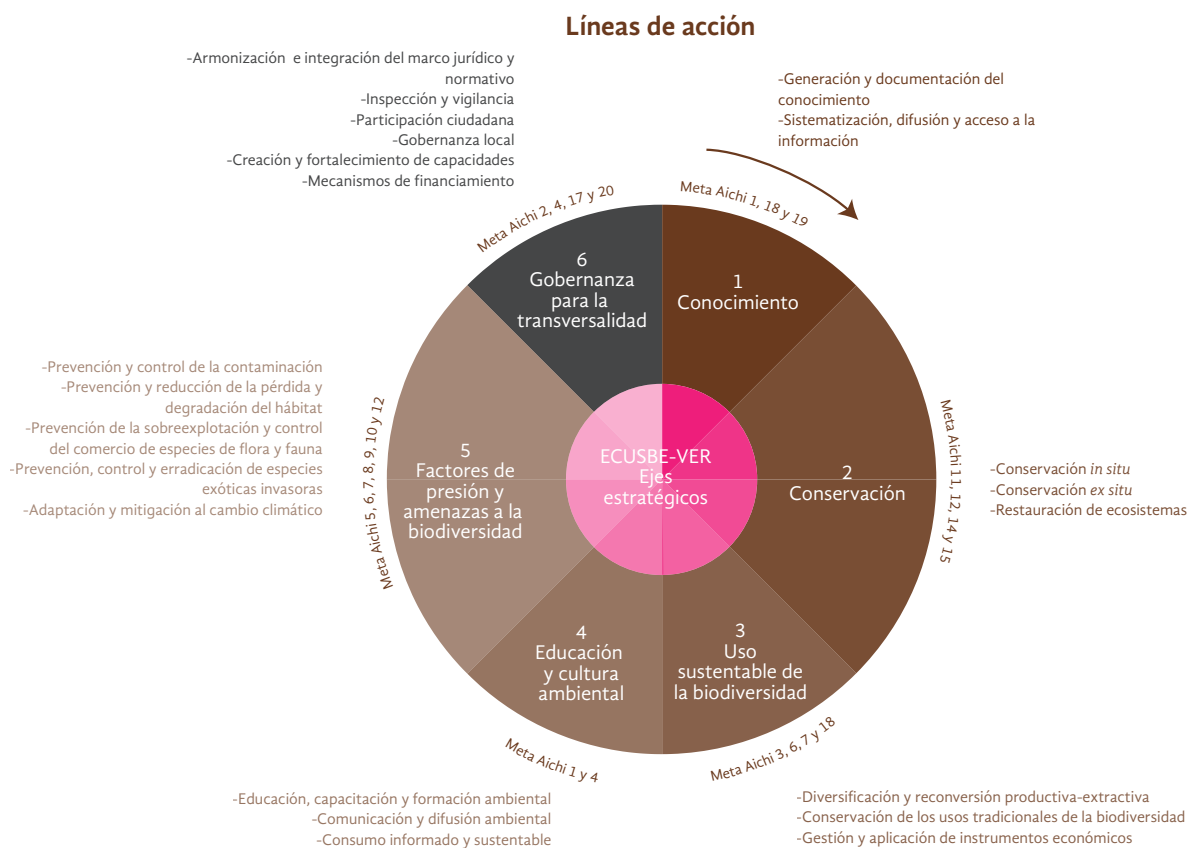 Líneas de acción
-Armonización e integración del marco jurídico y
normativo
-Inspección y vigilancia
-Participación ciudadana
-Gobernanza local
-Creación y fortalecimiento de capacidades
-Mecanismos de financiamiento
-Generación y documentación del
conocimiento
-Sistematización, difusión y acceso a la
información
Meta Aichi 2, 4, 17 y 20
Meta Aichi 1, 18 y 19
6
Gobernanza
para la
transversalidad
1
Conocimiento
-Prevención y control de la contaminación
-Prevención y reducción de la pérdida y
degradación del hábitat
-Prevención de la sobreexplotación y control
del comercio de especies de flora y fauna
-Prevención, control y erradicación de especies
exóticas invasoras
-Adaptación y mitigación al cambio climático
Meta Aichi 5, 6, 7, 8, 9, 10 y 12
5
Factores de
presión y
amenazas a la
biodiversidad
ECUSBE-VER
Ejes
estratégicos
2
Conservación
Meta Aichi 11, 12, 14 y 15
-Conservación in situ
-Conservación ex situ
-Restauración de ecosistemas
4
Educación
y cultura
ambiental
3
Uso
sustentable de
la biodiversidad
Meta Aichi 1 y 4
Meta Aichi 3, 6, 7 y 18
-Educación, capacitación y formación ambiental
-Comunicación y difusión ambiental
-Consumo informado y sustentable
-Diversificación y reconversión productiva-extractiva
-Conservación de los usos tradicionales de la biodiversidad
-Gestión y aplicación de instrumentos económicos